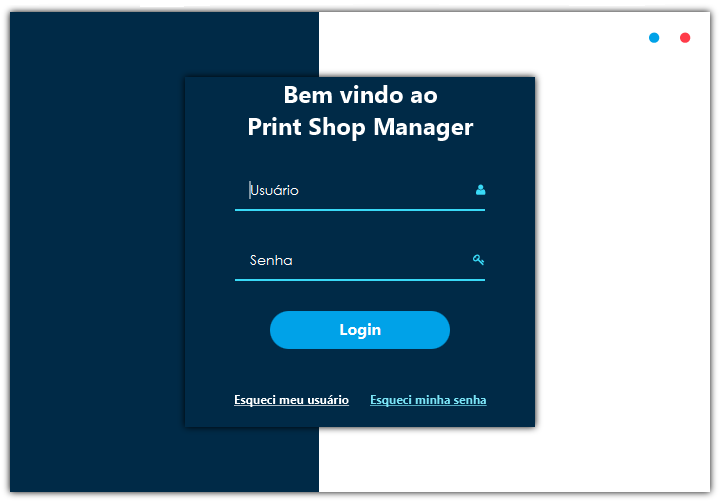 Bem vindo ao
Print Shop Manager
Usuário
Senha
Login
Esqueci meu usuário Esqueci minha senha